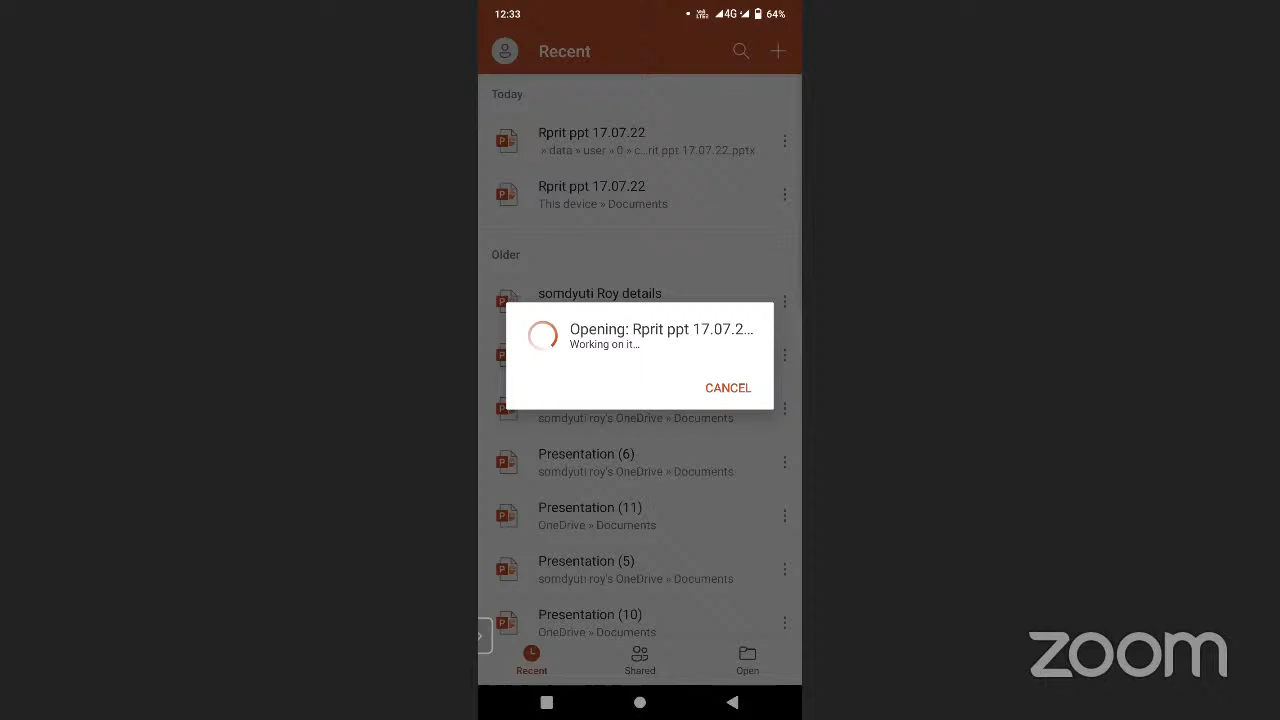 12:33
4G 64%
Recent
Today
Rprit ppt 17.07.22
» data » user » 0 » c...rit ppt 17.07.22.pptx
Rprit ppt 17.07.22
This device » Documents
Older
somdyuti Roy details
Opening: Rprit ppt 17.07.2...
Working on it...
CANCEL
somdyuti roy's OneDrive » Documents
Presentation (6)
somdyuti roy's OneDrive » Documents
Presentation (11)
OneDrive » Documents
Presentation (5)
somdyuti roy's OneDrive » Documents
Presentation (10)
OneDrive » Documents
Recent Shared Open
zoom